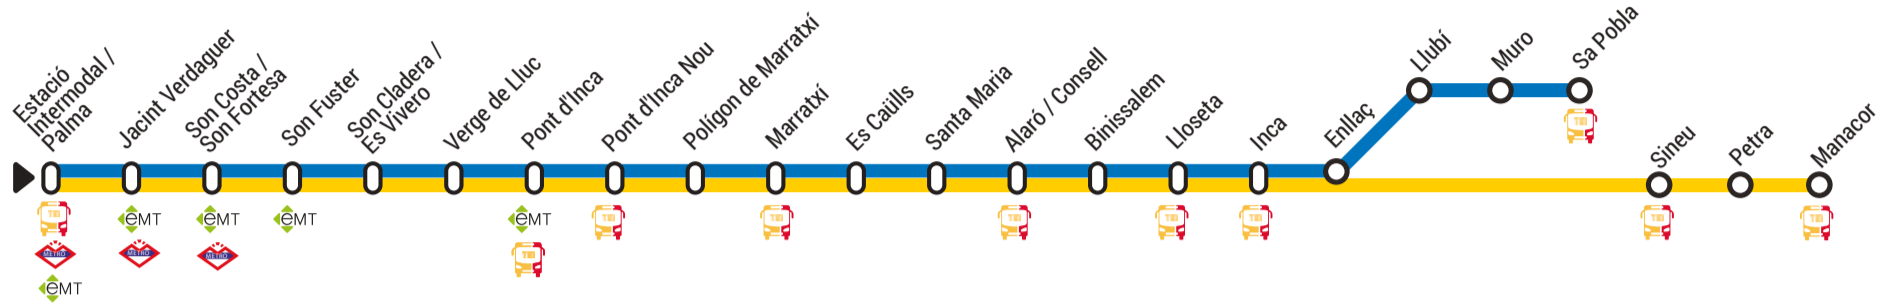 Estació
Intermodal /
Palma
Jacint Verdaguer
Son Costa /
Son Fortesa
Son Fuster
Son Cladera /
Es Vivero
Verge de Lluc
Pont d'Inca
Pont d'Inca Nou
Polígon de Marratxí
Marratxí
Es Caülls
Santa Maria
Alaró / Consell
Binissalem
Lloseta
Inca
Enllaç
Llubí
Muro
Sa Pobla
Sineu
Petra
Manacor
TIB
METRO
eMT
eMT
METRO
eMT
METRO
eMT
eMT
TIB
TIB
TIB
TIB
TIB
TIB
TIB
TIB
TIB